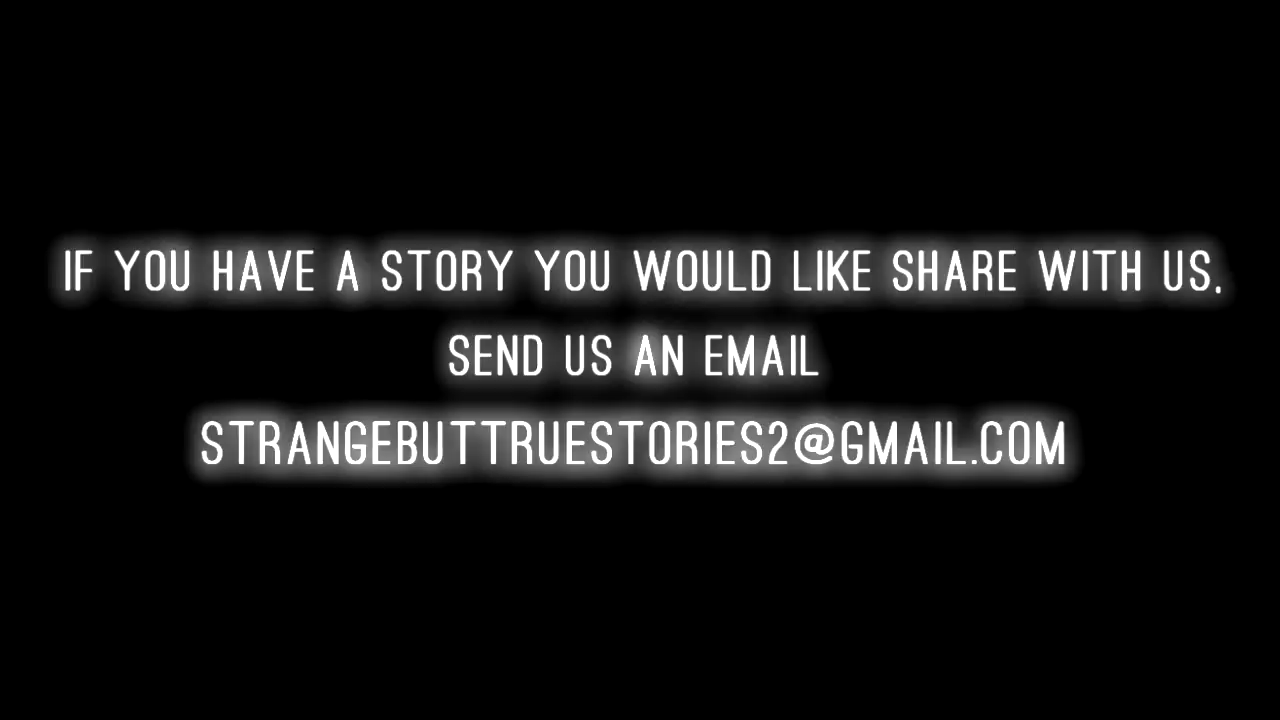 IF YOU HAVE A STORY YOU WOULD LIKE SHARE WITH US,
SEND US AN EMAIL
STRANGEBUTTRUESTORIES2@GMAIL.COM